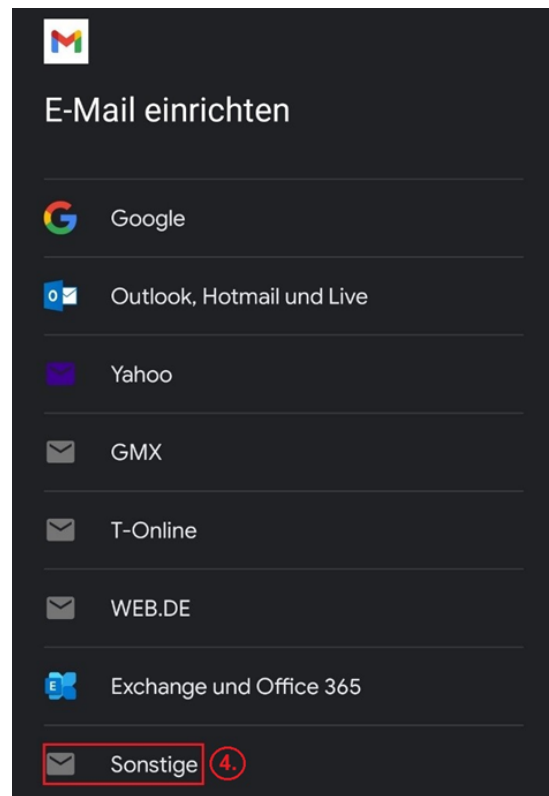 E-Mail einrichten
Google
Outlook, Hotmail und Live
Yahoo
GMX
T-Online
WEB.DE
Exchange und Office 365
Sonstige 4.